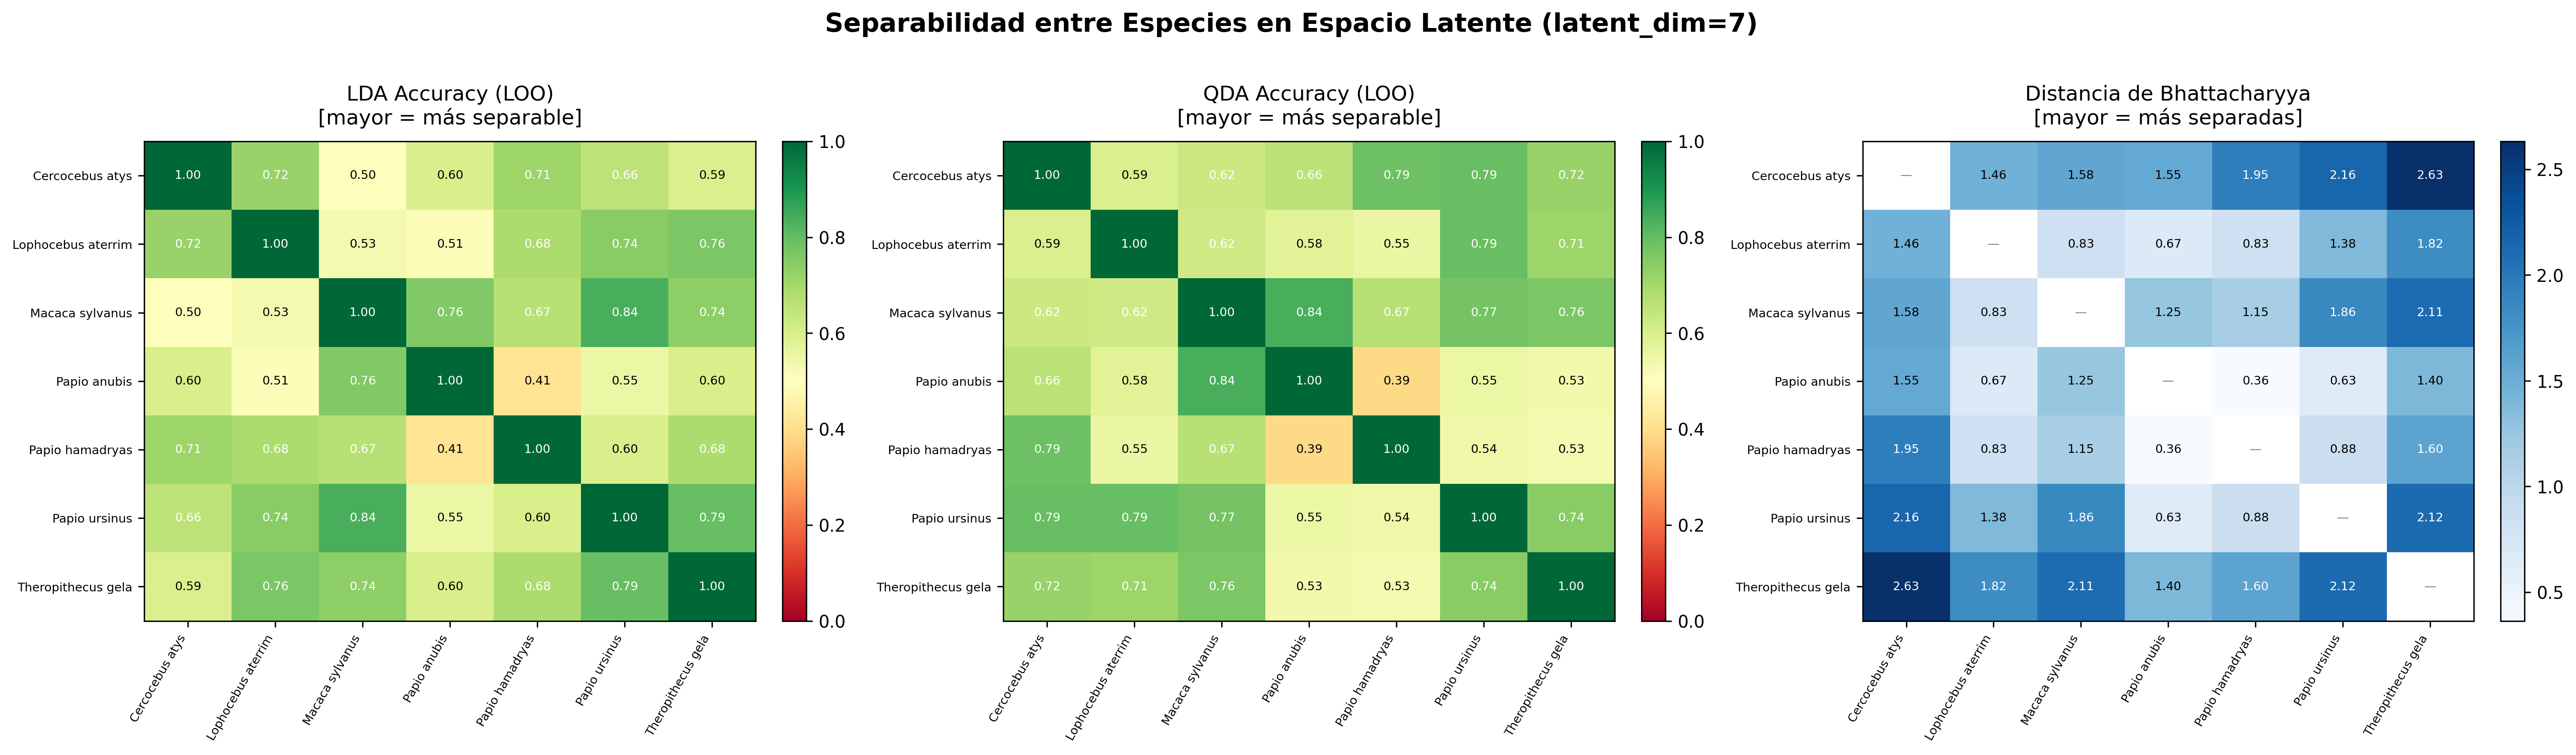 Separabilidad entre Especies en Espacio Latente (latent_dim=7)
LDA Accuracy (LOO)
[mayor = más separable]
Cercocebus atys 1.00 0.72 0.50 0.60 0.71 0.66 0.59
Lophocebus aterrim 0.72 1.00 0.53 0.51 0.68 0.74 0.76
Macaca sylvanus 0.50 0.53 1.00 0.76 0.67 0.84 0.74
Papio anubis 0.60 0.51 0.76 1.00 0.41 0.55 0.60
Papio hamadryas 0.71 0.68 0.67 0.41 1.00 0.60 0.68
Papio ursinus 0.66 0.74 0.84 0.55 0.60 1.00 0.79
Theropithecus gela 0.59 0.76 0.74 0.60 0.68 0.79 1.00
Cercocebus atys
Lophocebus aterrim
Macaca sylvanus
Papio anubis
Papio hamadryas
Papio ursinus
Theropithecus gela
1.0
0.8
0.6
0.4
0.2
0.0
QDA Accuracy (LOO)
[mayor = más separable]
Cercocebus atys 1.00 0.59 0.62 0.66 0.79 0.79 0.72
Lophocebus aterrim 0.59 1.00 0.62 0.58 0.55 0.79 0.71
Macaca sylvanus 0.62 0.62 1.00 0.84 0.67 0.77 0.76
Papio anubis 0.66 0.58 0.84 1.00 0.39 0.55 0.53
Papio hamadryas 0.79 0.55 0.67 0.39 1.00 0.54 0.53
Papio ursinus 0.79 0.79 0.77 0.55 0.54 1.00 0.74
Theropithecus gela 0.72 0.71 0.76 0.53 0.53 0.74 1.00
Cercocebus atys
Lophocebus aterrim
Macaca sylvanus
Papio anubis
Papio hamadryas
Papio ursinus
Theropithecus gela
1.0
0.8
0.6
0.4
0.2
0.0
Distancia de Bhattacharyya
[mayor = más separadas]
Cercocebus atys — 1.46 1.58 1.55 1.95 2.16 2.63
Lophocebus aterrim 1.46 — 0.83 0.67 0.83 1.38 1.82
Macaca sylvanus 1.58 0.83 — 1.25 1.15 1.86 2.11
Papio anubis 1.55 0.67 1.25 — 0.36 0.63 1.40
Papio hamadryas 1.95 0.83 1.15 0.36 — 0.88 1.60
Papio ursinus 2.16 1.38 1.86 0.63 0.88 — 2.12
Theropithecus gela 2.63 1.82 2.11 1.40 1.60 2.12 —
Cercocebus atys
Lophocebus aterrim
Macaca sylvanus
Papio anubis
Papio hamadryas
Papio ursinus
Theropithecus gela
2.5
2.0
1.5
1.0
0.5